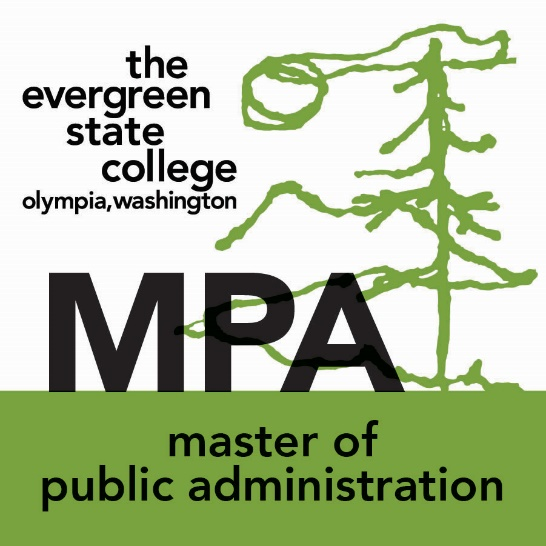 the
evergreen
state
college
olympia,washington
MPA
master of
public administration